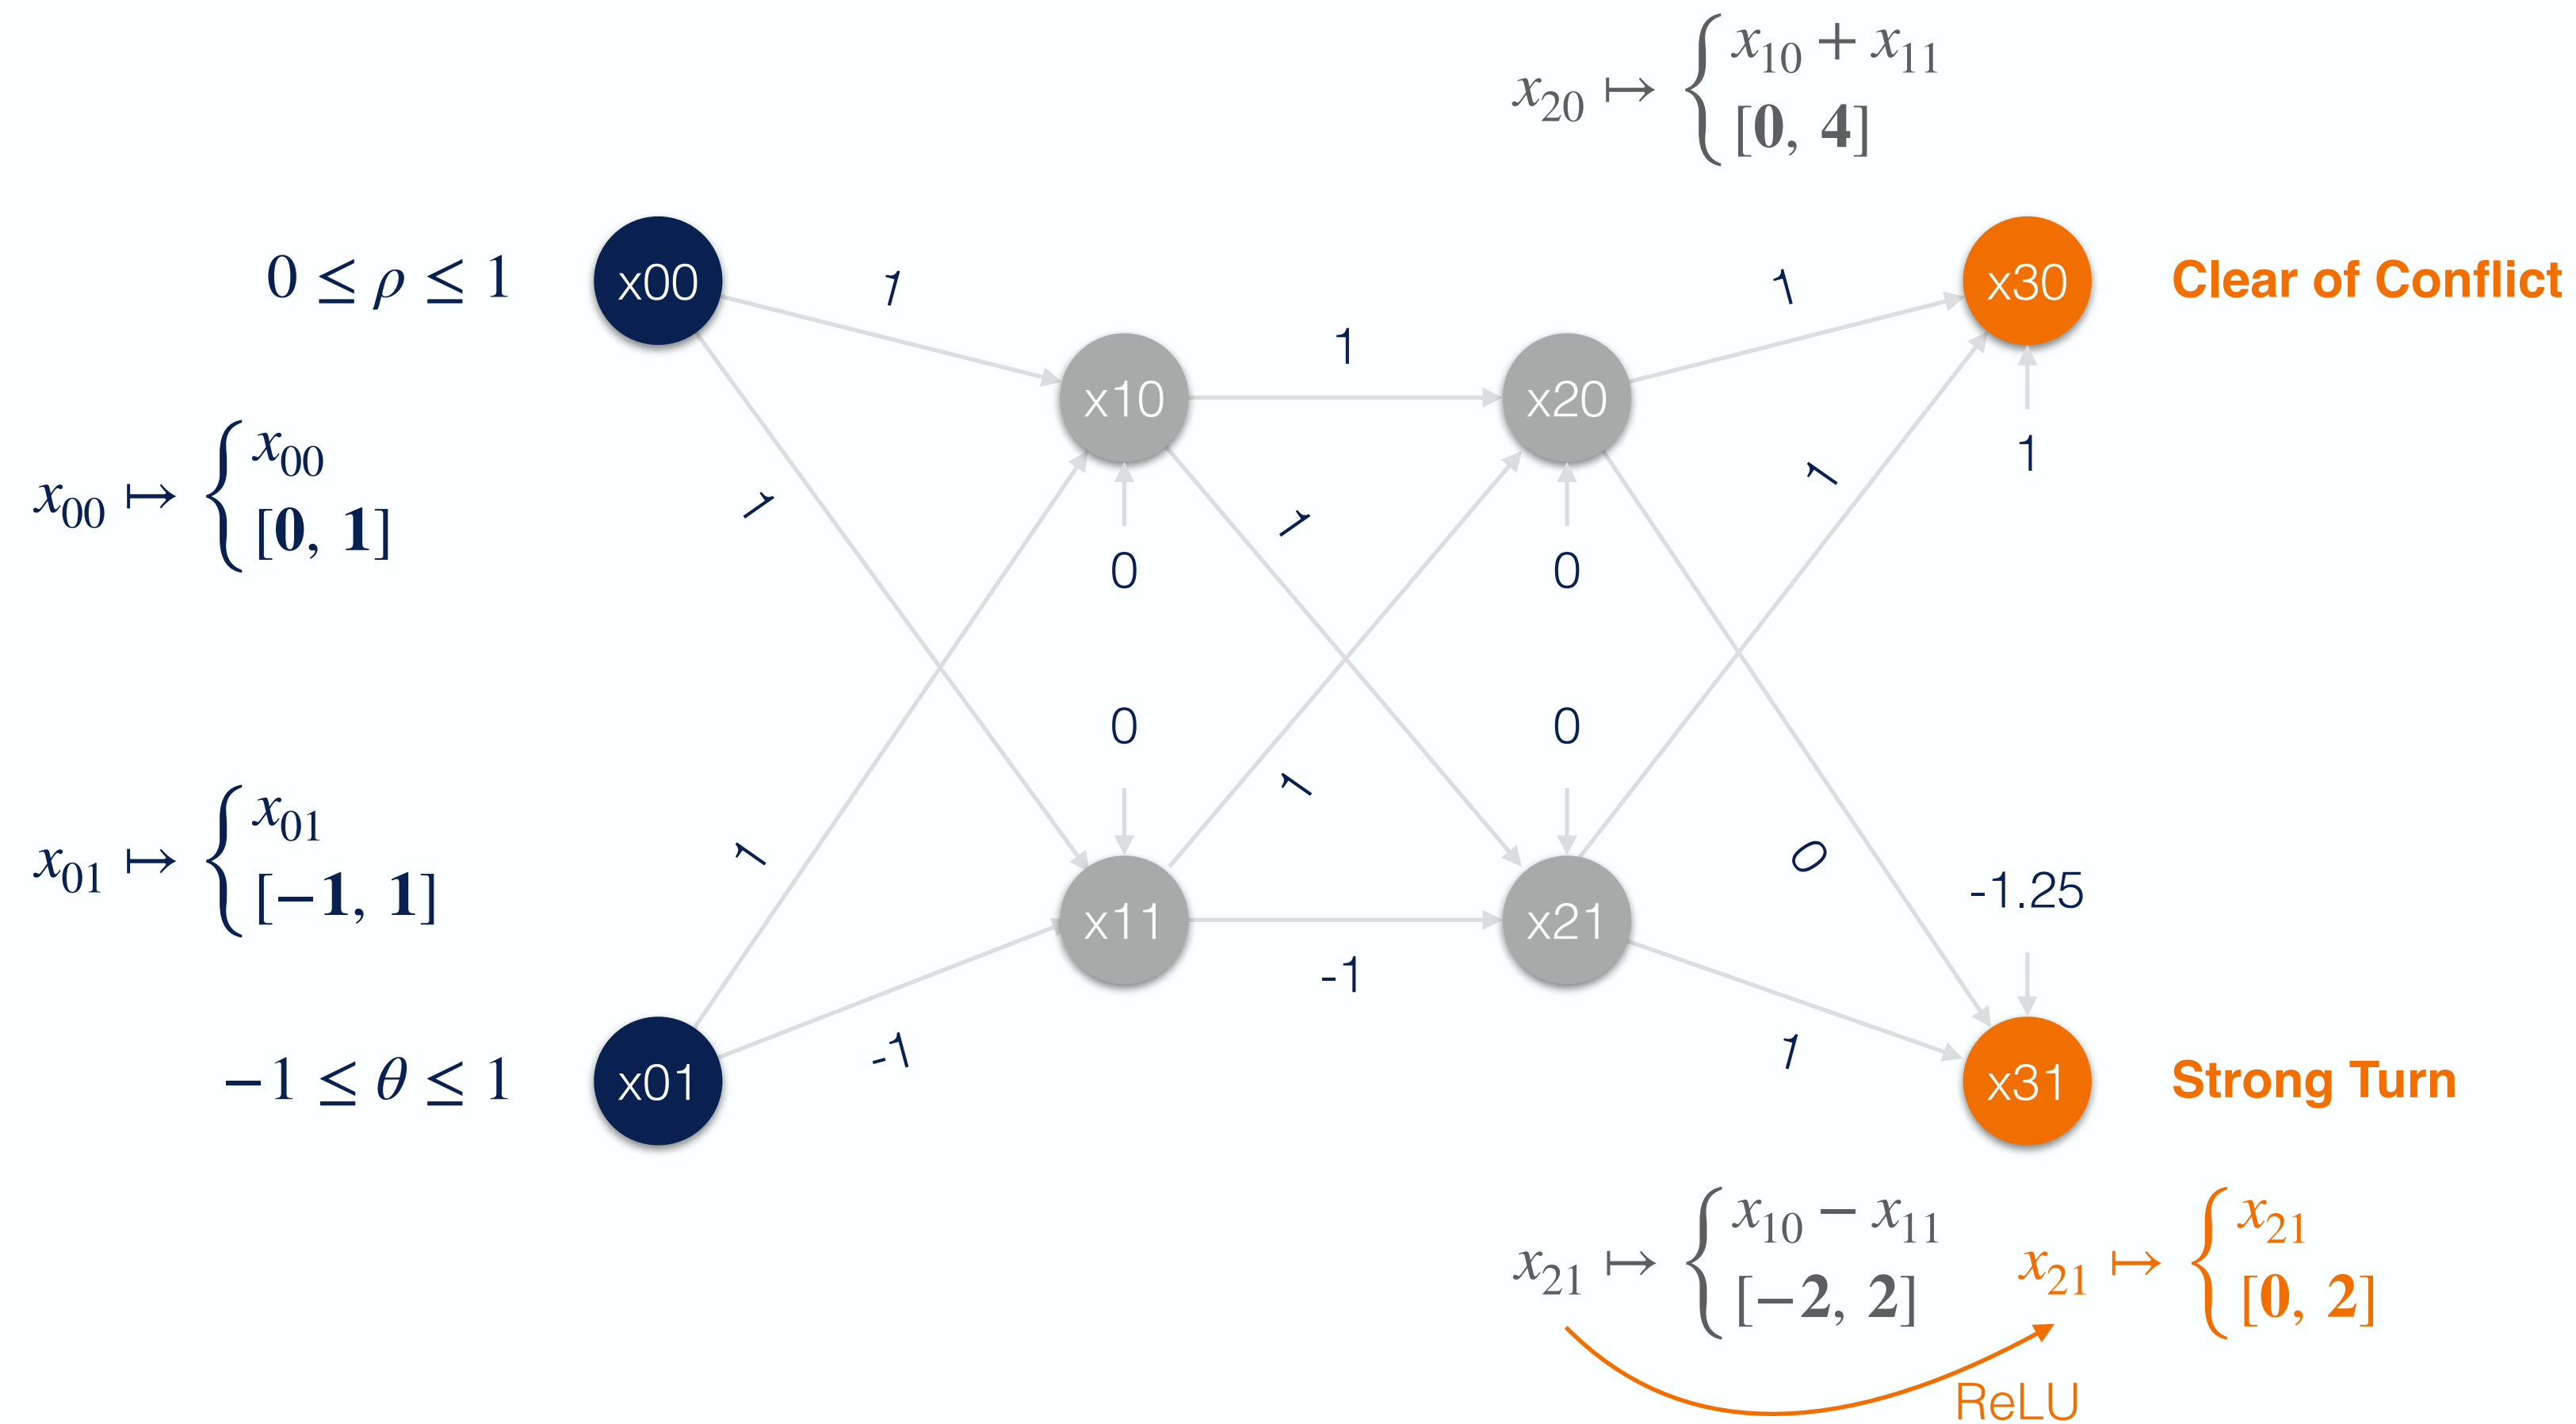 x₂₀ ↦ { x₁₀ + x₁₁
[0, 4]
0 ≤ ρ ≤ 1
x00
1
1
1
x30
Clear of Conflict
x10
x20
x₀₀ ↦ { x₀₀
[0, 1]
1
1
1
1
0
0
0
0
x₀₁ ↦ { x₀₁
[−1, 1]
1
1
0
-1.25
x11
x21
-1
-1
1
−1 ≤ θ ≤ 1
x01
x31
Strong Turn
x₂₁ ↦ { x₁₀ − x₁₁
[−2, 2]
x₂₁ ↦ { x₂₁
[0, 2]
ReLU